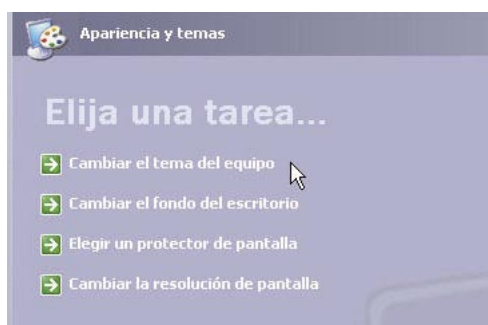 Apariencia y temas
Elija una tarea...
Cambiar el tema del equipo
Cambiar el fondo del escritorio
Elegir un protector de pantalla
Cambiar la resolución de pantalla